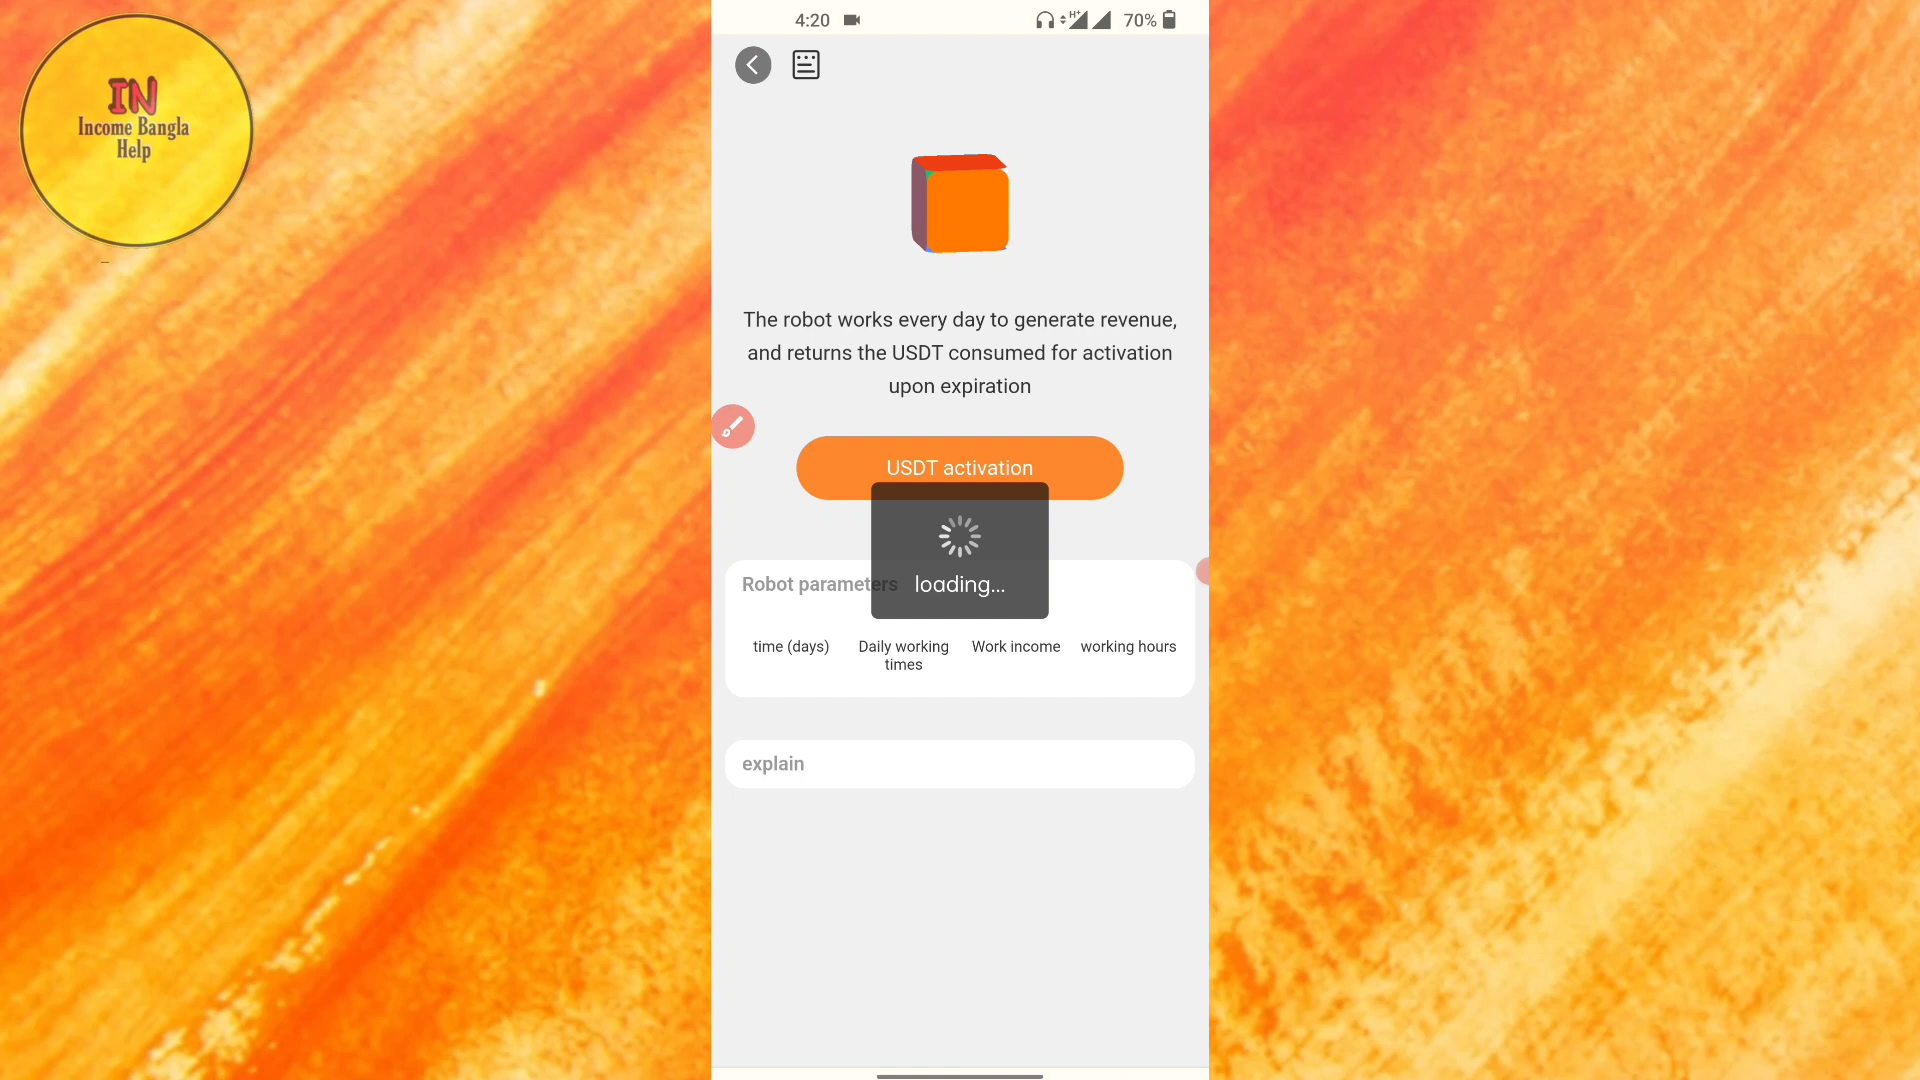 IN
Income Bangla
Help
4:20
H+
70%
The robot works every day to generate revenue,
and returns the USDT consumed for activation
upon expiration
USDT activation
loading...
Robot parameters
time (days)
Daily working
times
Work income
working hours
explain